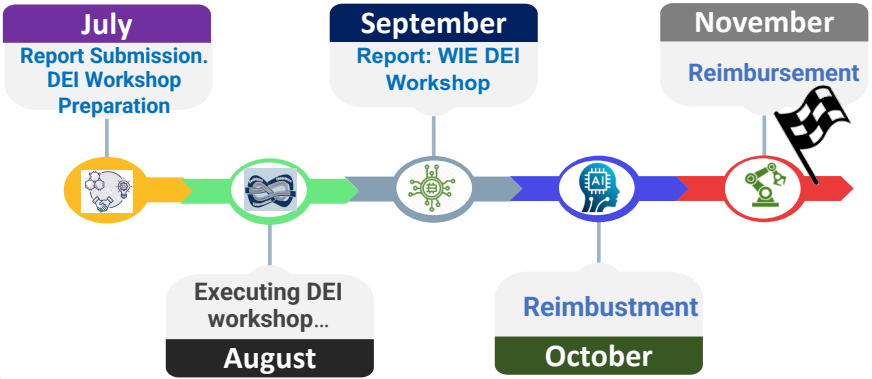 July
Report Submission.
DEI Workshop
Preparation
September
Report: WIE DEI
Workshop
November
Reimbursement
AI
Executing DEI
workshop...
August
Reimbustment
October